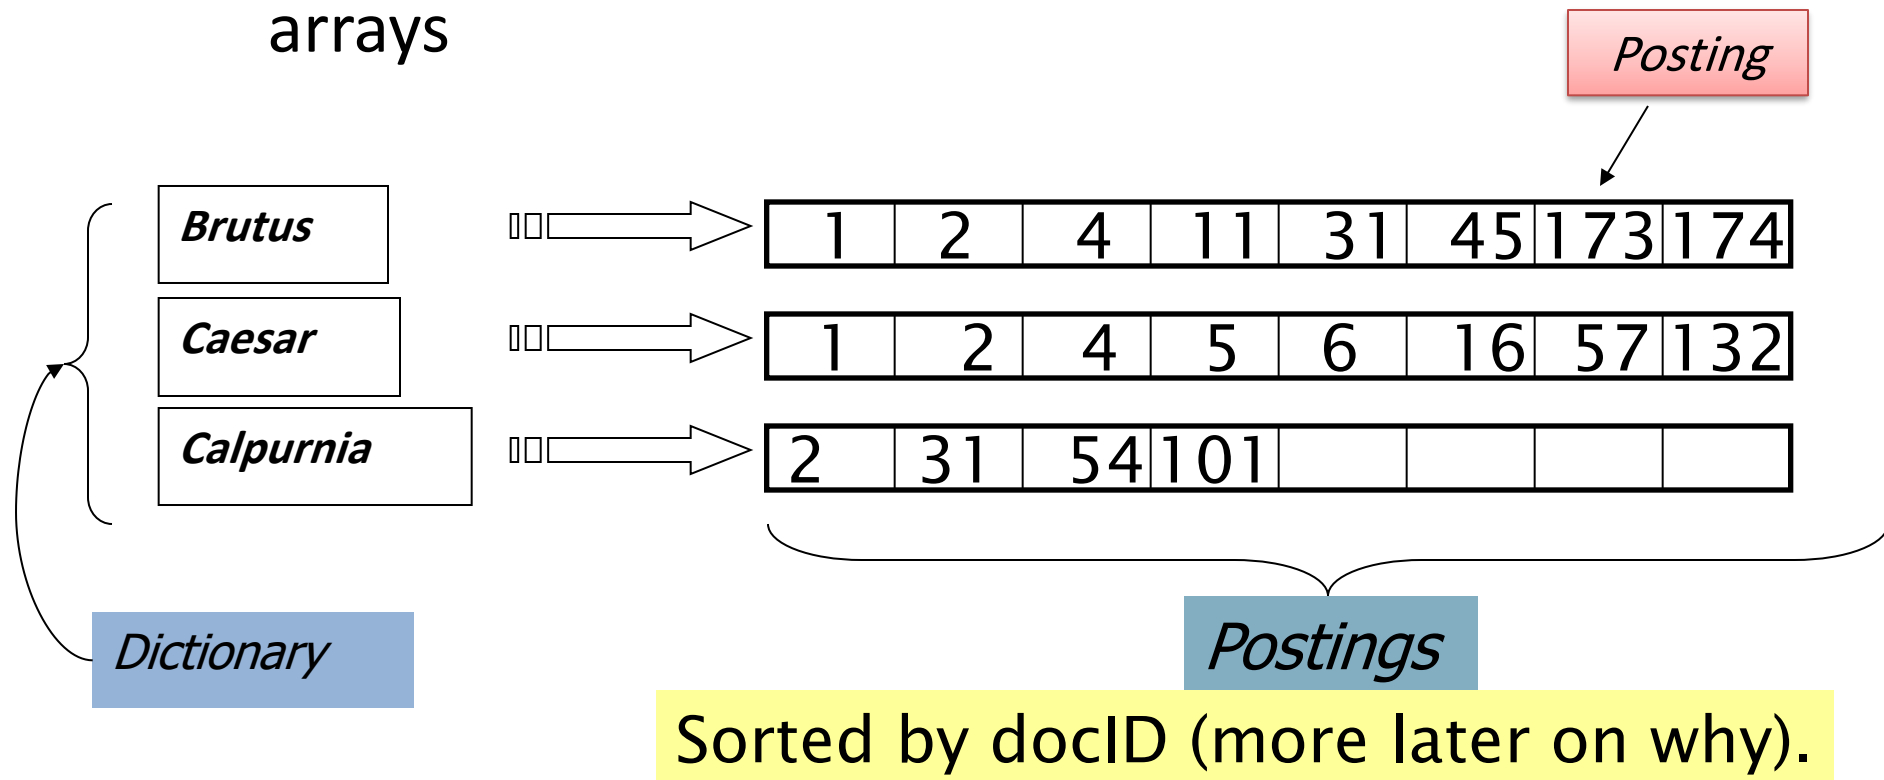 arrays
Posting
Brutus 1 2 4 11 31 45 173 174
Caesar 1 2 4 5 6 16 57 132
Calpurnia 2 31 54 101
Dictionary
Postings
Sorted by docID (more later on why).